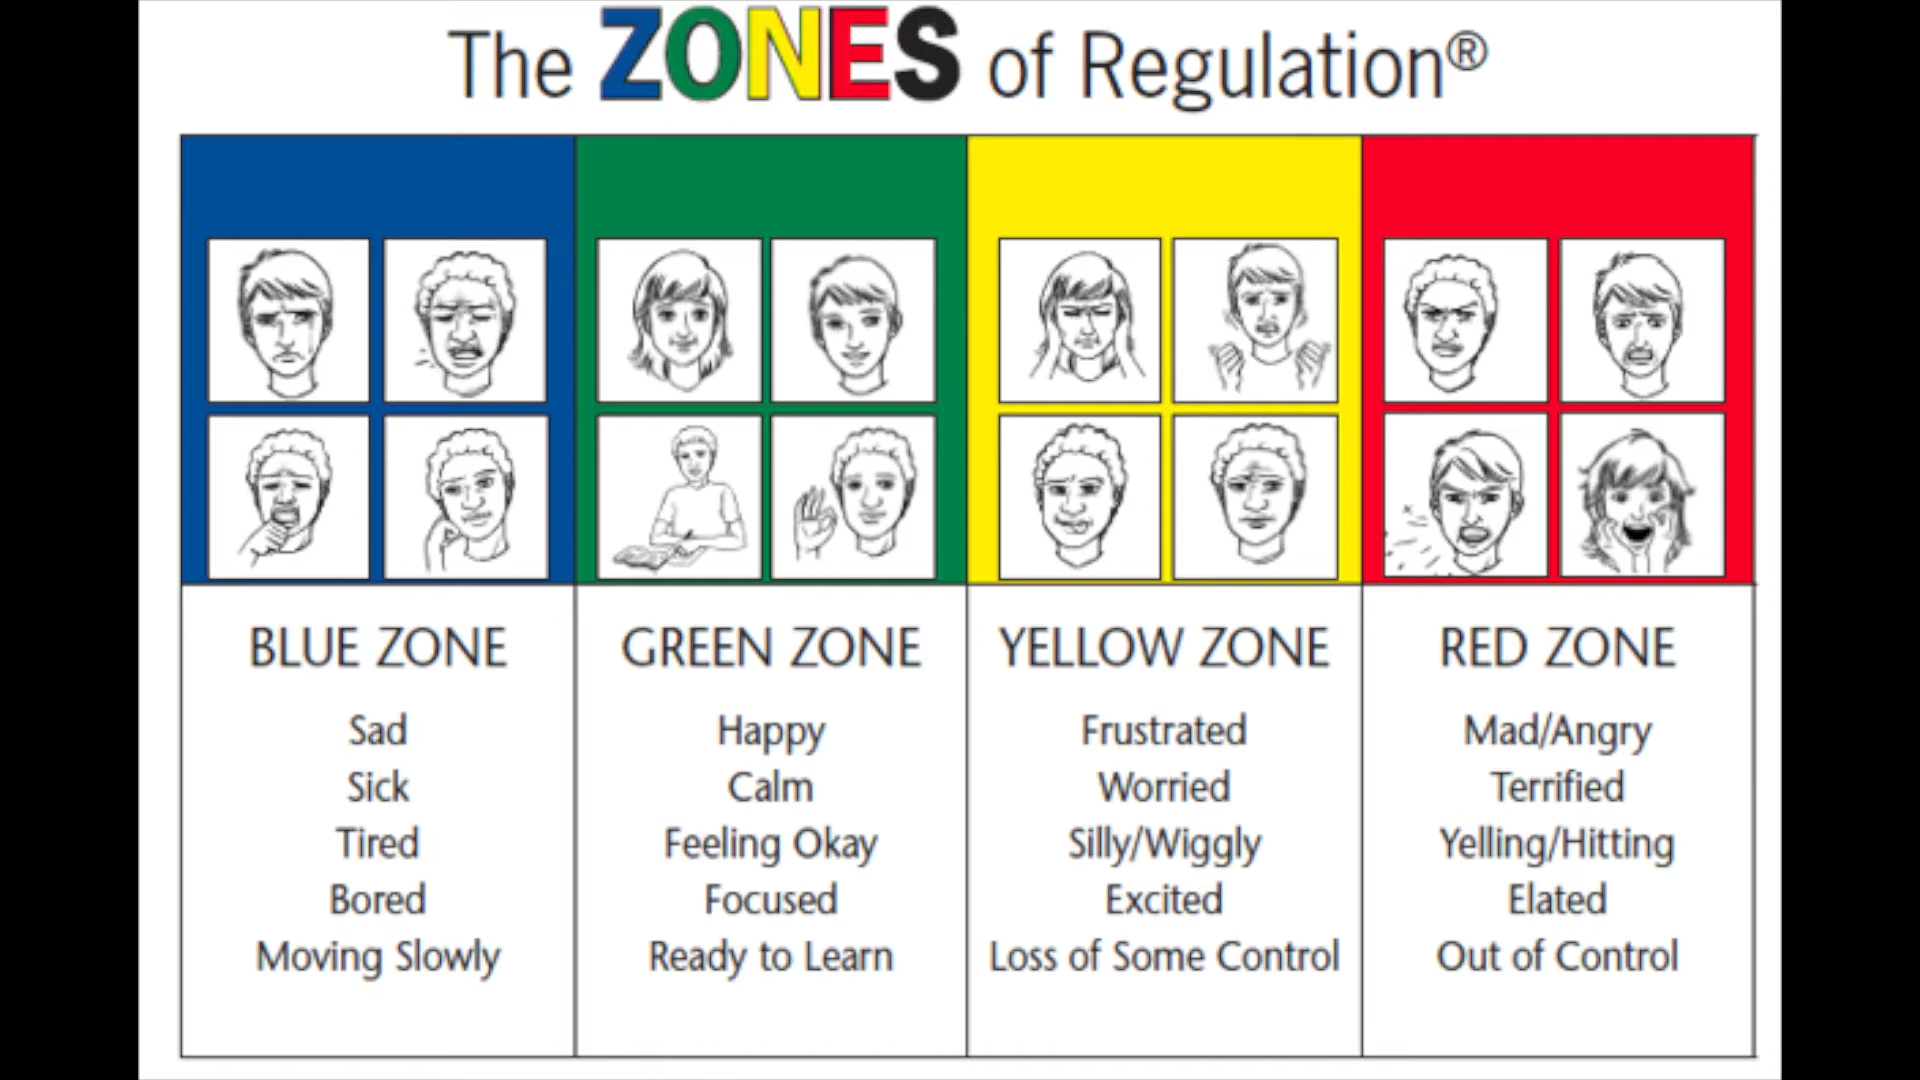 The ZONES of Regulation®
BLUE ZONE
Sad
Sick
Tired
Bored
Moving Slowly
GREEN ZONE
Happy
Calm
Feeling Okay
Focused
Ready to Learn
YELLOW ZONE
Frustrated
Worried
Silly/Wiggly
Excited
Loss of Some Control
RED ZONE
Mad/Angry
Terrified
Yelling/Hitting
Elated
Out of Control